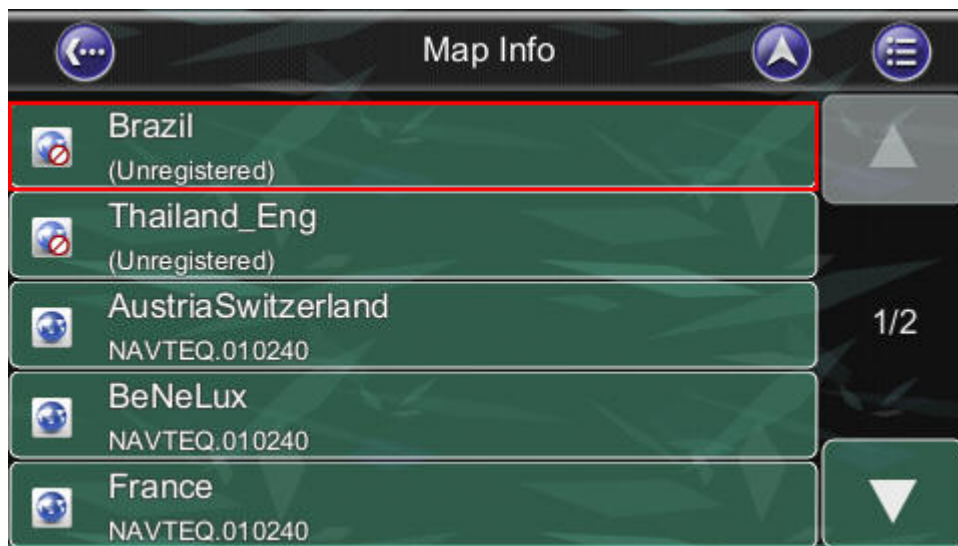 Map Info
Brazil
(Unregistered)
Thailand_Eng
(Unregistered)
AustriaSwitzerland
NAVTEQ.010240
1/2
BeNeLux
NAVTEQ.010240
France
NAVTEQ.010240